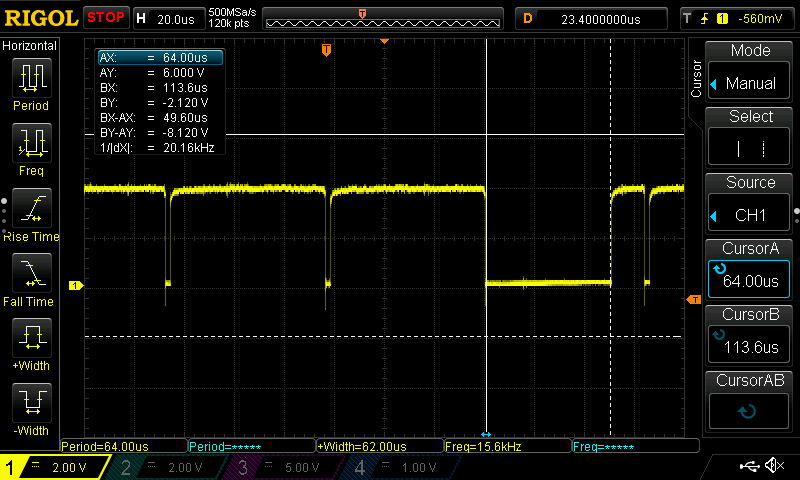 RIGOL STOP H 20.0us 500MSa/s 120k pts T D 23.4000000us T 1 -560mV
Horizontal
Period
Freq
Rise Time
Fall Time
+Width
-Width
T
AX: = 64.00us
AY: = 6.000 V
BX: = 113.6us
BY: = -2.120 V
BX-AX: = 49.60us
BY-AY: = -8.120 V
1/|dX|: = 20.16kHz
1
T
Cursor
Mode
Manual
Select
Source
CH1
CursorA
64.00us
CursorB
113.6us
CursorAB
Period=64.00us Period=***** +Width=62.00us Freq=15.6kHz Freq=*****
1 = 2.00 V 2 = 2.00 V 3 = 5.00 V 4 = 1.00 V